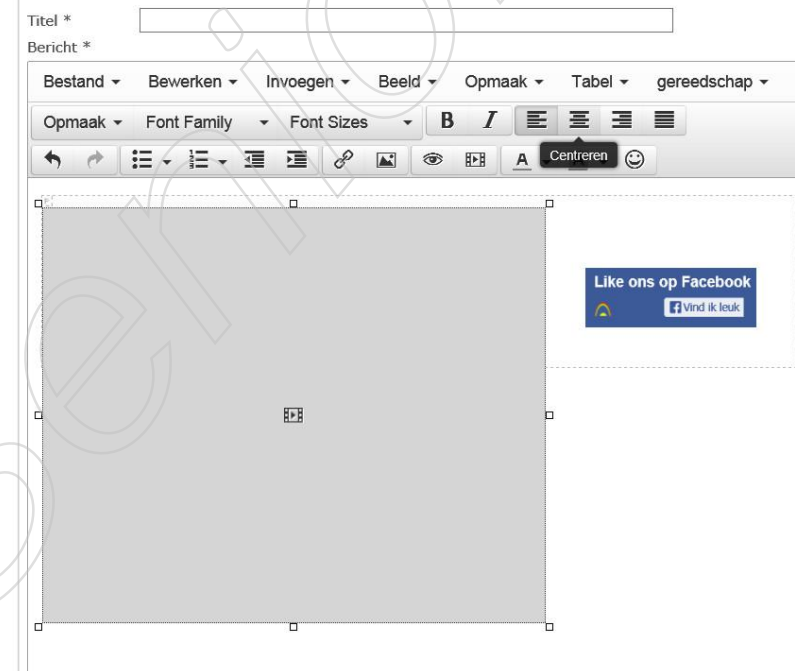 Titel *
Bericht *
Bestand Bewerken Invoegen Beeld Opmaak Tabel gereedschap
Opmaak Font Family Font Sizes B I
A Centreren
Like ons op Facebook
Vind ik leuk